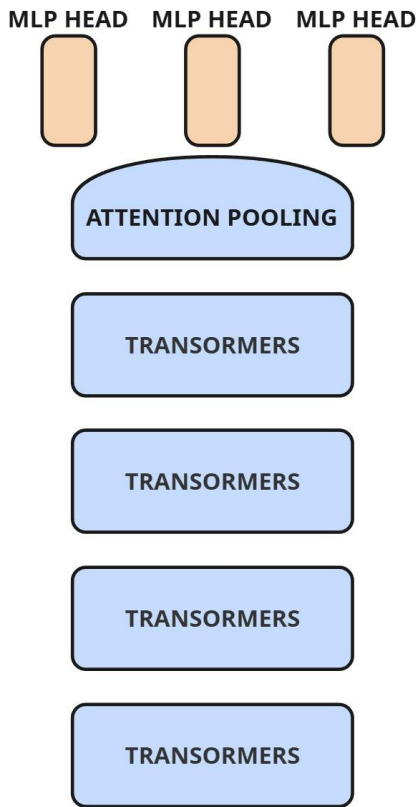 MLP HEAD MLP HEAD MLP HEAD
ATTENTION POOLING
TRANSORMERS
TRANSORMERS
TRANSORMERS
TRANSORMERS